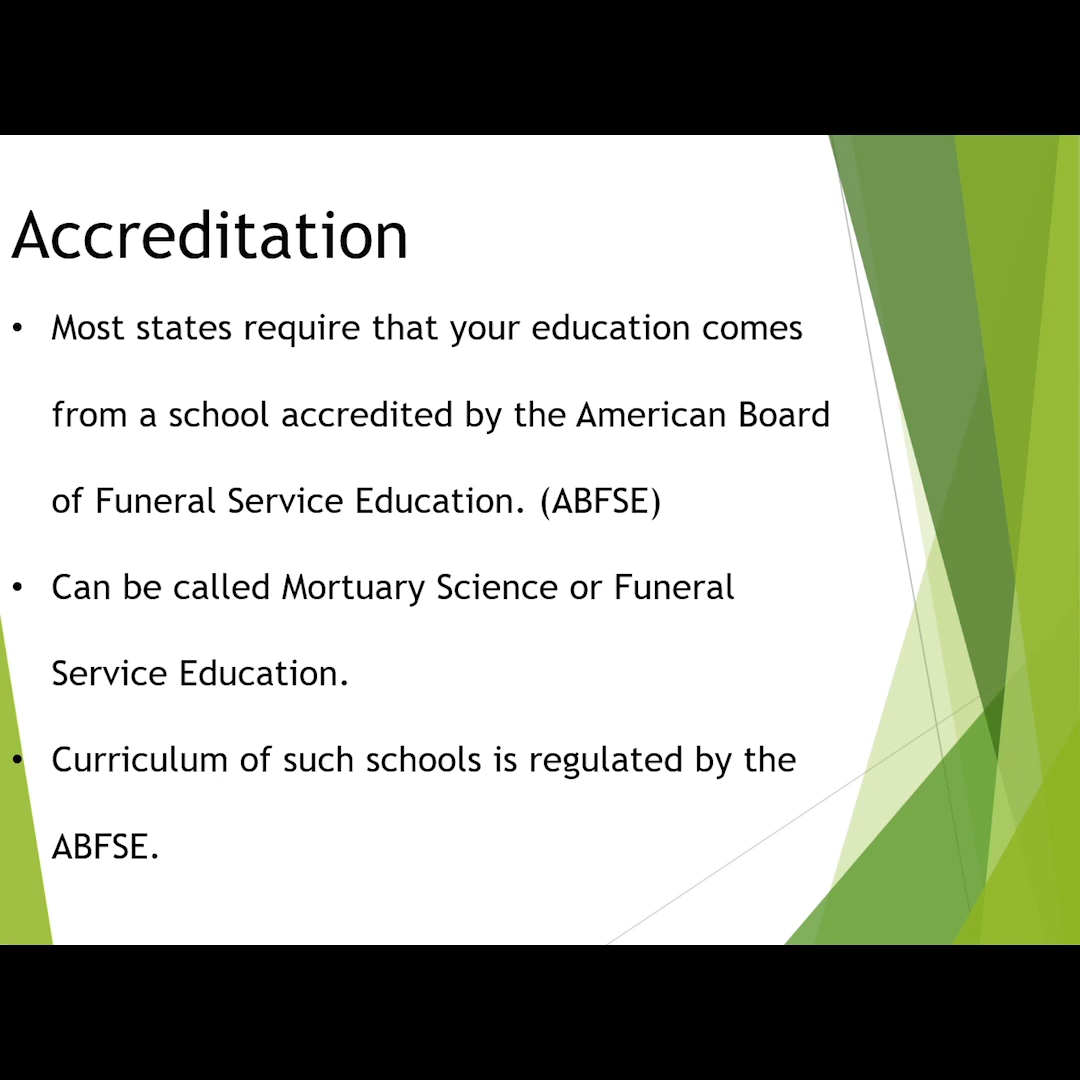 Accreditation
• Most states require that your education comes
from a school accredited by the American Board
of Funeral Service Education. (ABFSE)
• Can be called Mortuary Science or Funeral
Service Education.
• Curriculum of such schools is regulated by the
ABFSE.